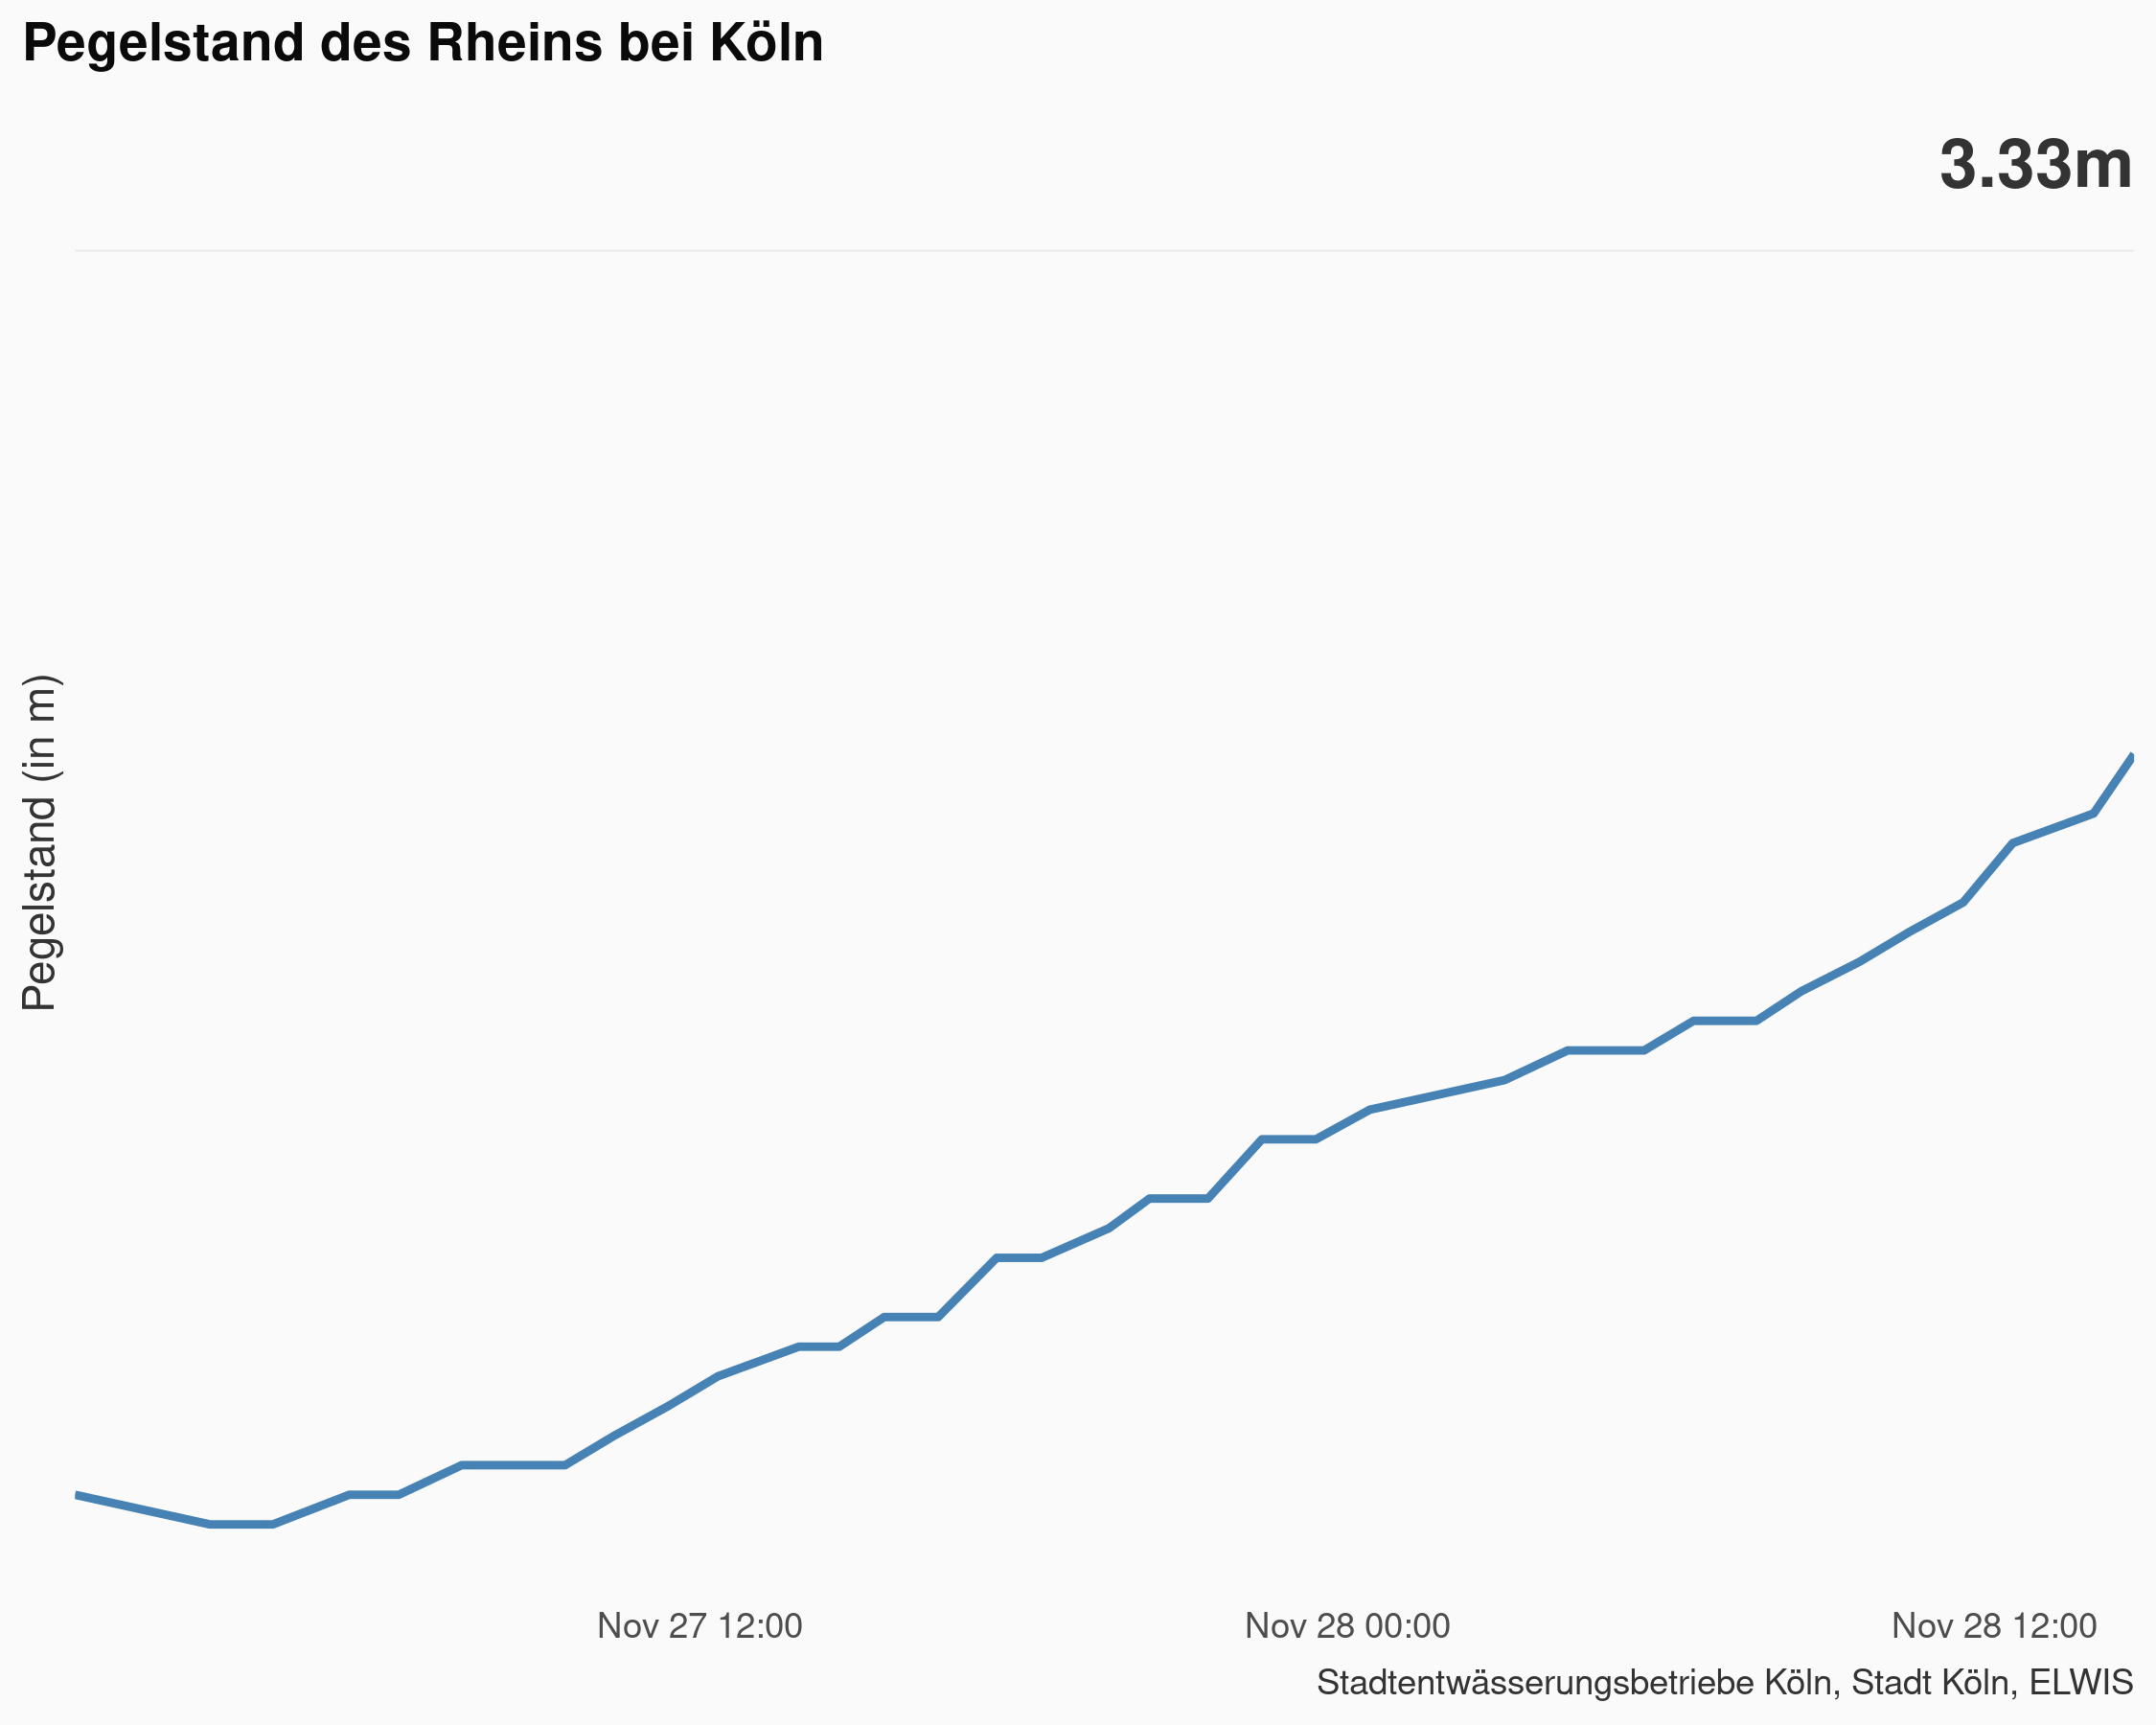 Pegelstand des Rheins bei Köln
3.33m
Pegelstand (in m)
Nov 27 12:00
Nov 28 00:00
Nov 28 12:00
Stadtentwässerungsbetriebe Köln, Stadt Köln, ELWIS